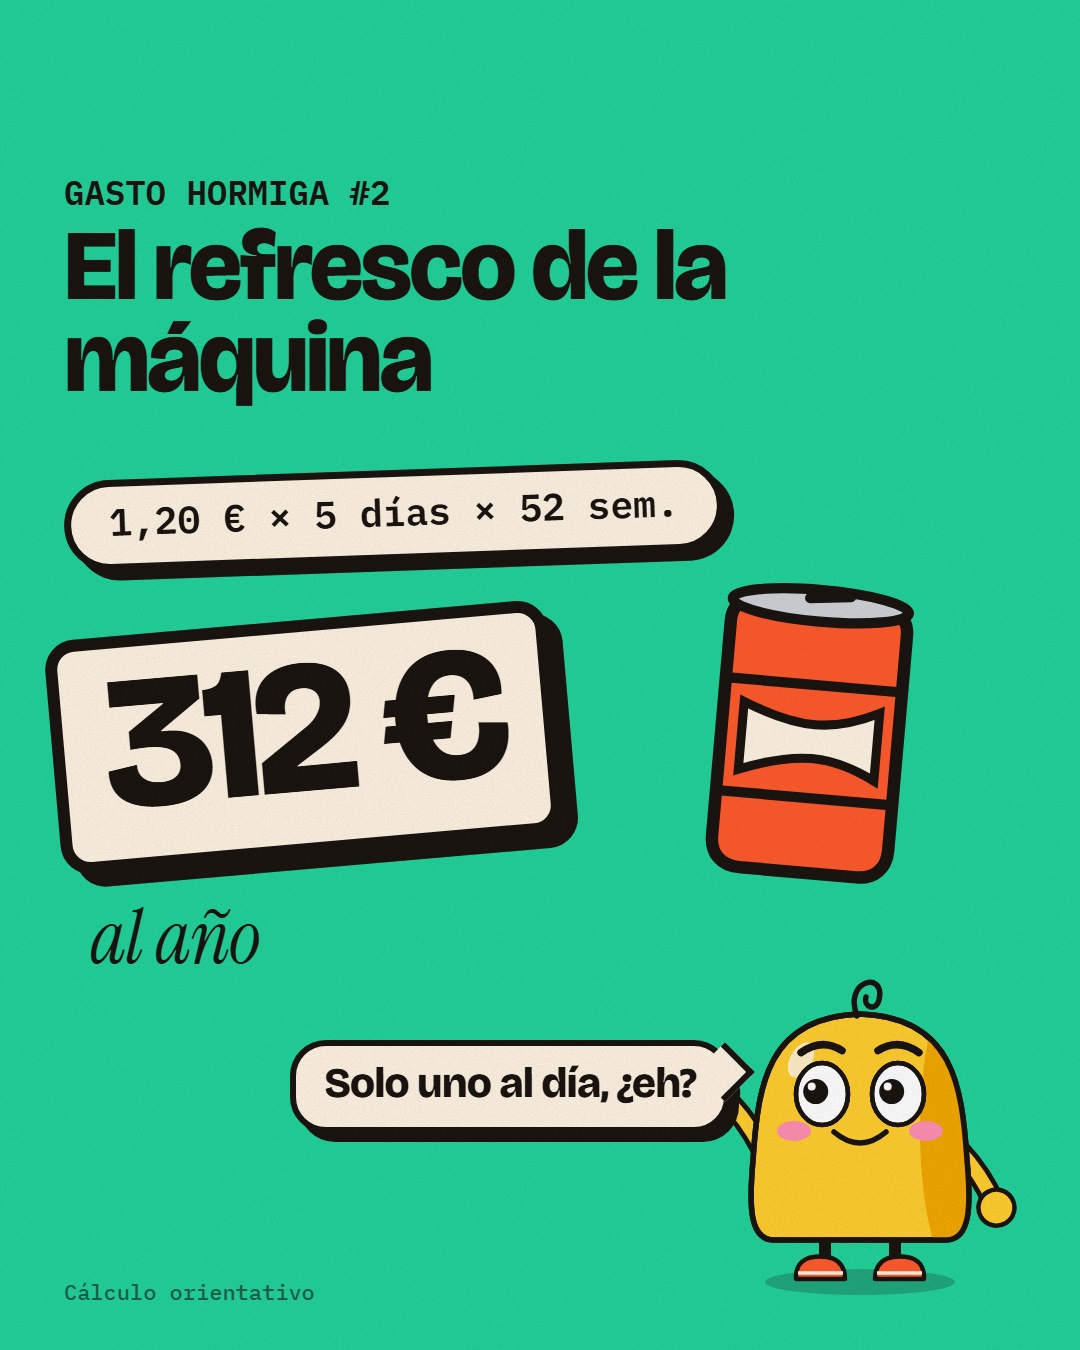 GASTO HORMIGA #2
El refresco de la
máquina
1,20 € × 5 días × 52 sem.
312 €
al año
Solo uno al día, ¿eh?
Cálculo orientativo